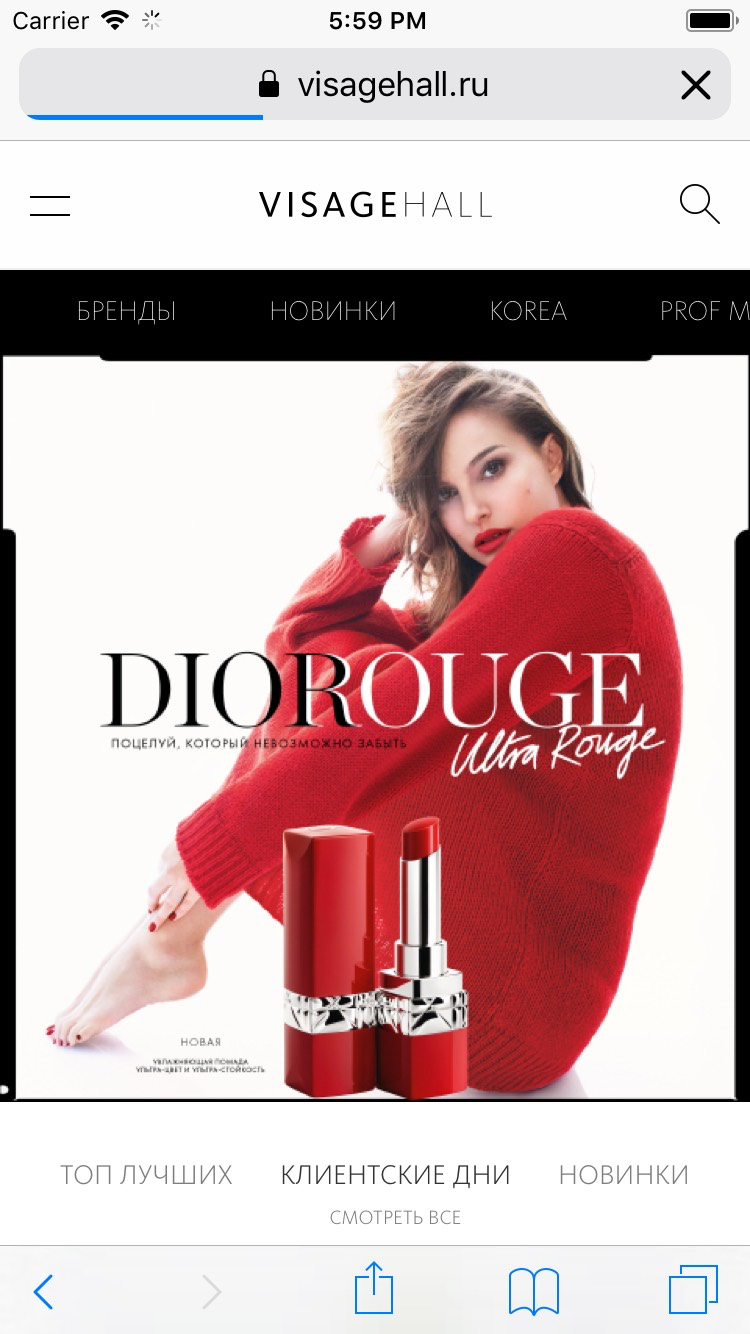 Carrier 5:59 PM
visagehall.ru
VISAGEHALL
БРЕНДЫ НОВИНКИ KOREA PROF M
DIOROUGE
ПОЦЕЛУЙ, КОТОРЫЙ НЕВОЗМОЖНО ЗАБЫТЬ
Ultra Rouge
НОВАЯ
УВЛАЖНЯЮЩАЯ ПОМАДА
УЛЬТРА-ЦВЕТ И УЛЬТРА-СТОЙКОСТЬ
ТОП ЛУЧШИХ КЛИЕНТСКИЕ ДНИ НОВИНКИ
СМОТРЕТЬ ВСЕ